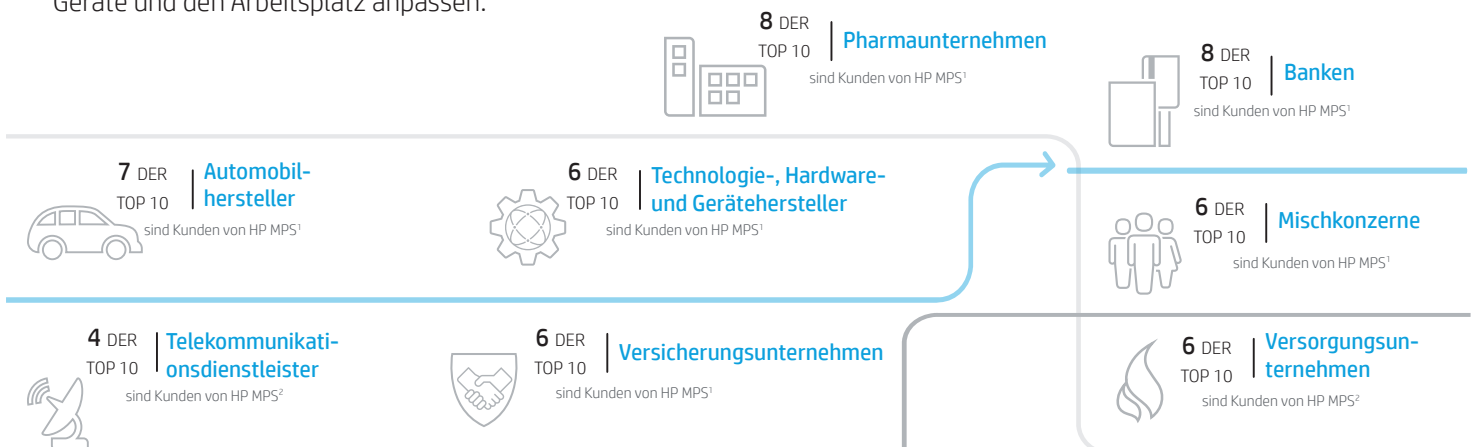 Geräte und den Arbeitsplatz anpassen.
8 DER
TOP 10
Pharmaunternehmen
sind Kunden von HP MPS¹
8 DER
TOP 10
Banken
sind Kunden von HP MPS¹
7 DER
TOP 10
Automobil-
hersteller
sind Kunden von HP MPS¹
6 DER
TOP 10
Technologie-, Hardware-
und Gerätehersteller
sind Kunden von HP MPS¹
6 DER
TOP 10
Mischkonzerne
sind Kunden von HP MPS¹
4 DER
TOP 10
Telekommunikati-
onsdienstleister
sind Kunden von HP MPS²
6 DER
TOP 10
Versicherungsunternehmen
sind Kunden von HP MPS¹
6 DER
TOP 10
Versorgungsun-
ternehmen
sind Kunden von HP MPS²